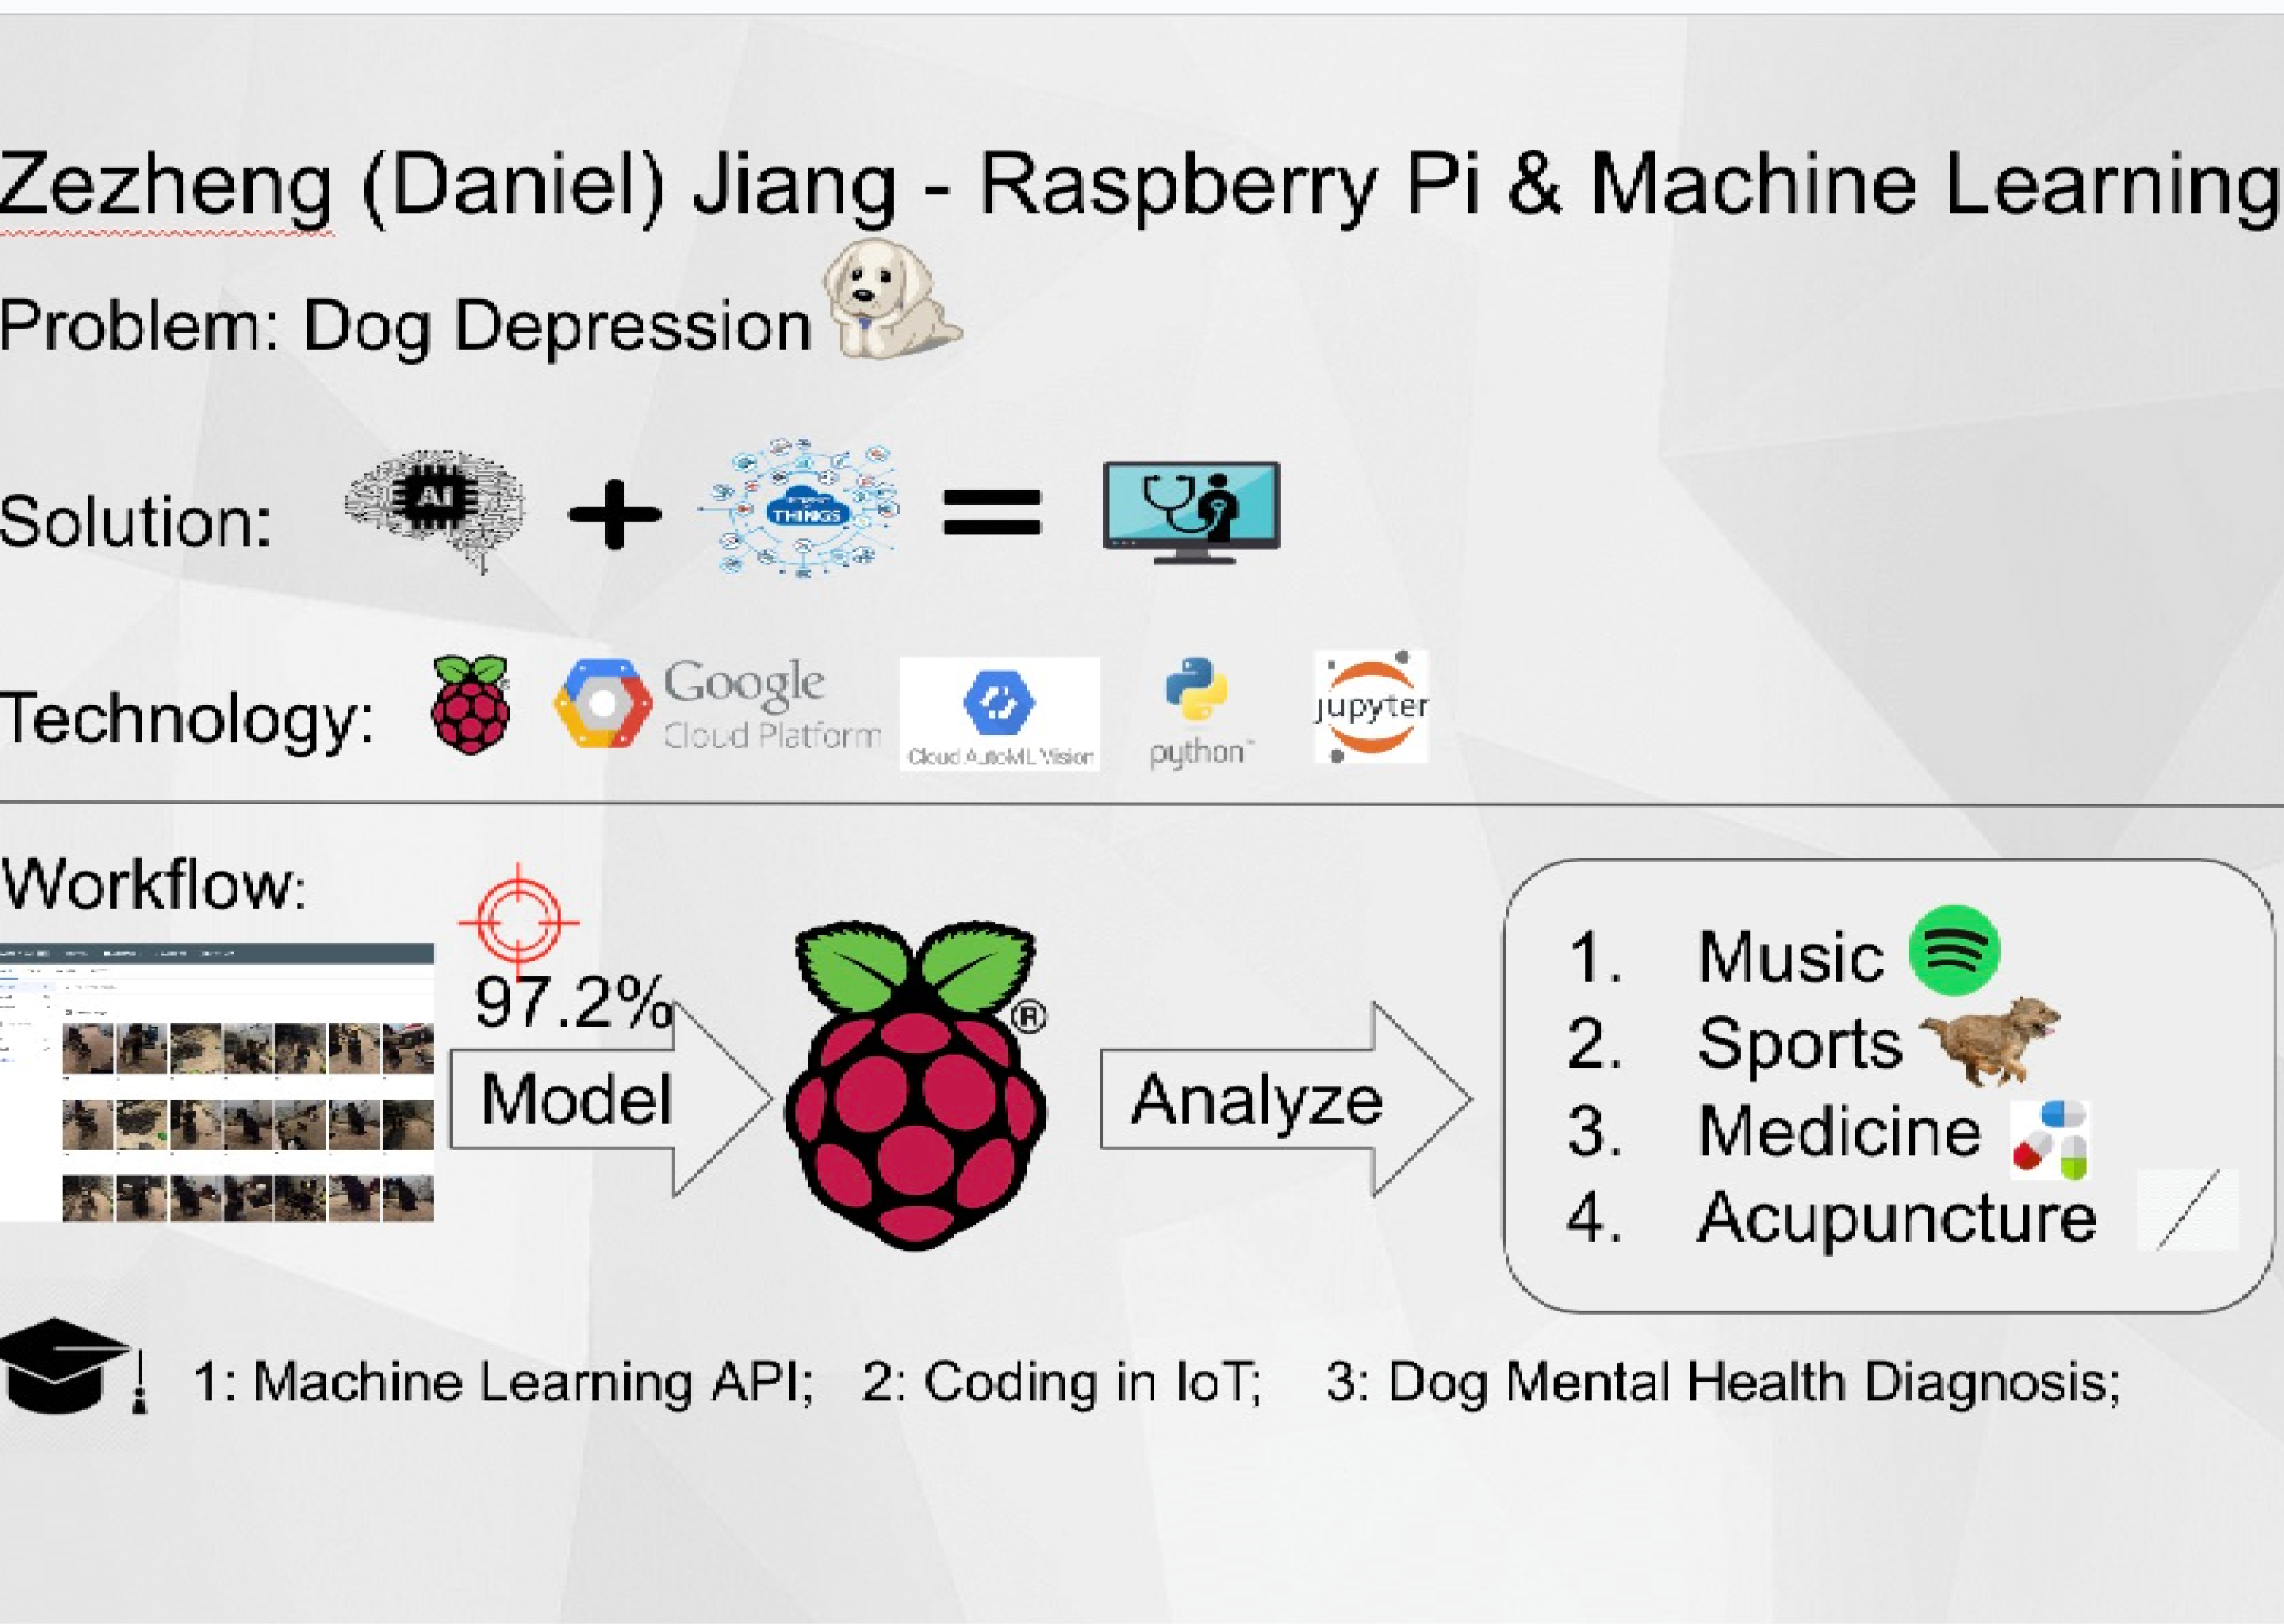 Zezheng (Daniel) Jiang - Raspberry Pi & Machine Learning
Problem: Dog Depression
Solution:
AI
THINGS
Technology:
Google
Cloud Platform
Cloud AutoML Vision
python™
jupyter
Workflow:
97.2%
Model
®
Analyze
1. Music
2. Sports
3. Medicine
4. Acupuncture
1: Machine Learning API; 2: Coding in IoT; 3: Dog Mental Health Diagnosis;